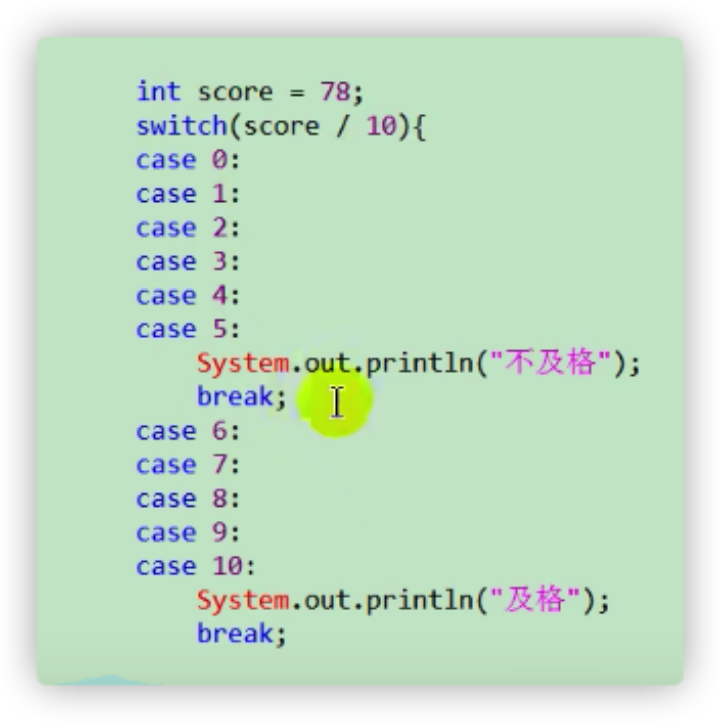 int score = 78;
switch(score / 10){
case 0:
case 1:
case 2:
case 3:
case 4:
case 5:
System.out.println("不及格");
break;
case 6:
case 7:
case 8:
case 9:
case 10:
System.out.println("及格");
break;